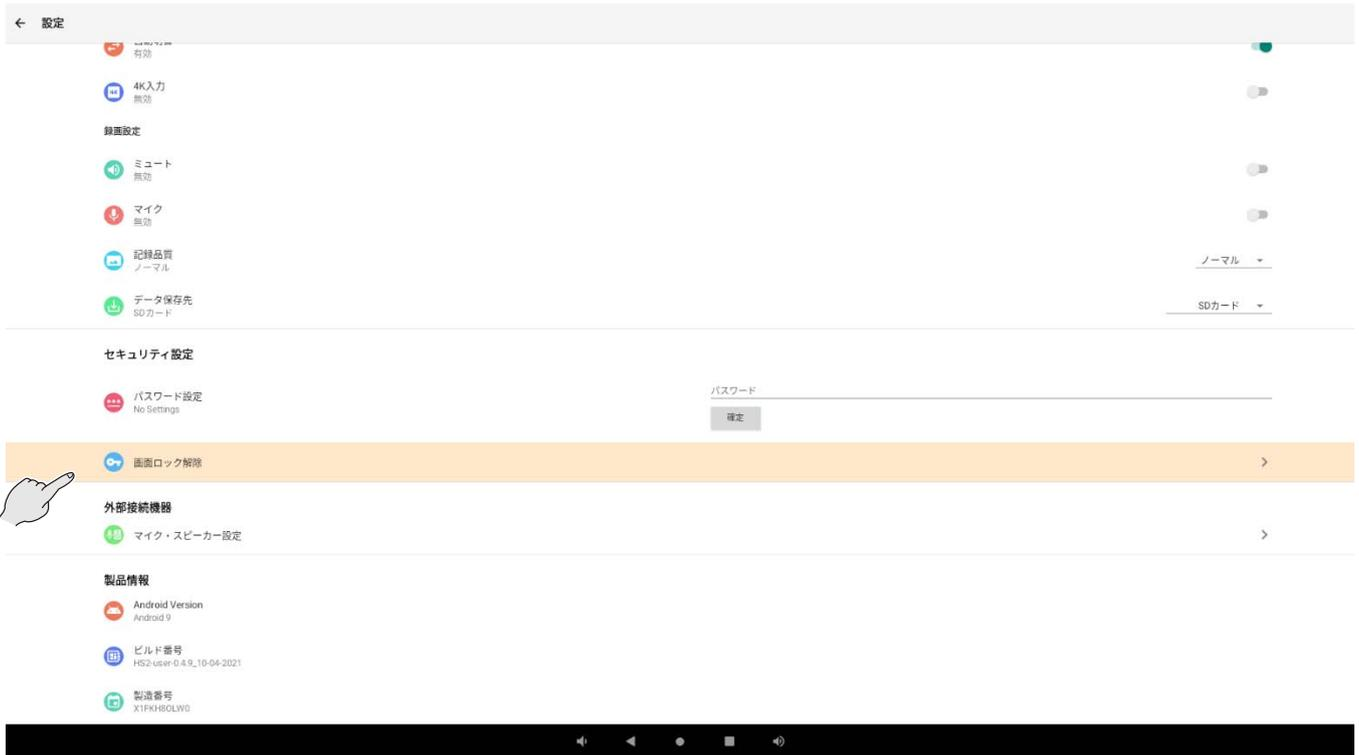 設定
有効
4K入力
無効
録画設定
ミュート
無効
マイク
無効
記録品質
ノーマル
ノーマル
データ保存先
SDカード
SDカード
セキュリティ設定
パスワード設定
No Settings
パスワード
確定
画面ロック解除
外部接続機器
マイク・スピーカー設定
製品情報
Android Version
Android 9
ビルド番号
HS2-user-0.4.9_10-04-2021
製造番号